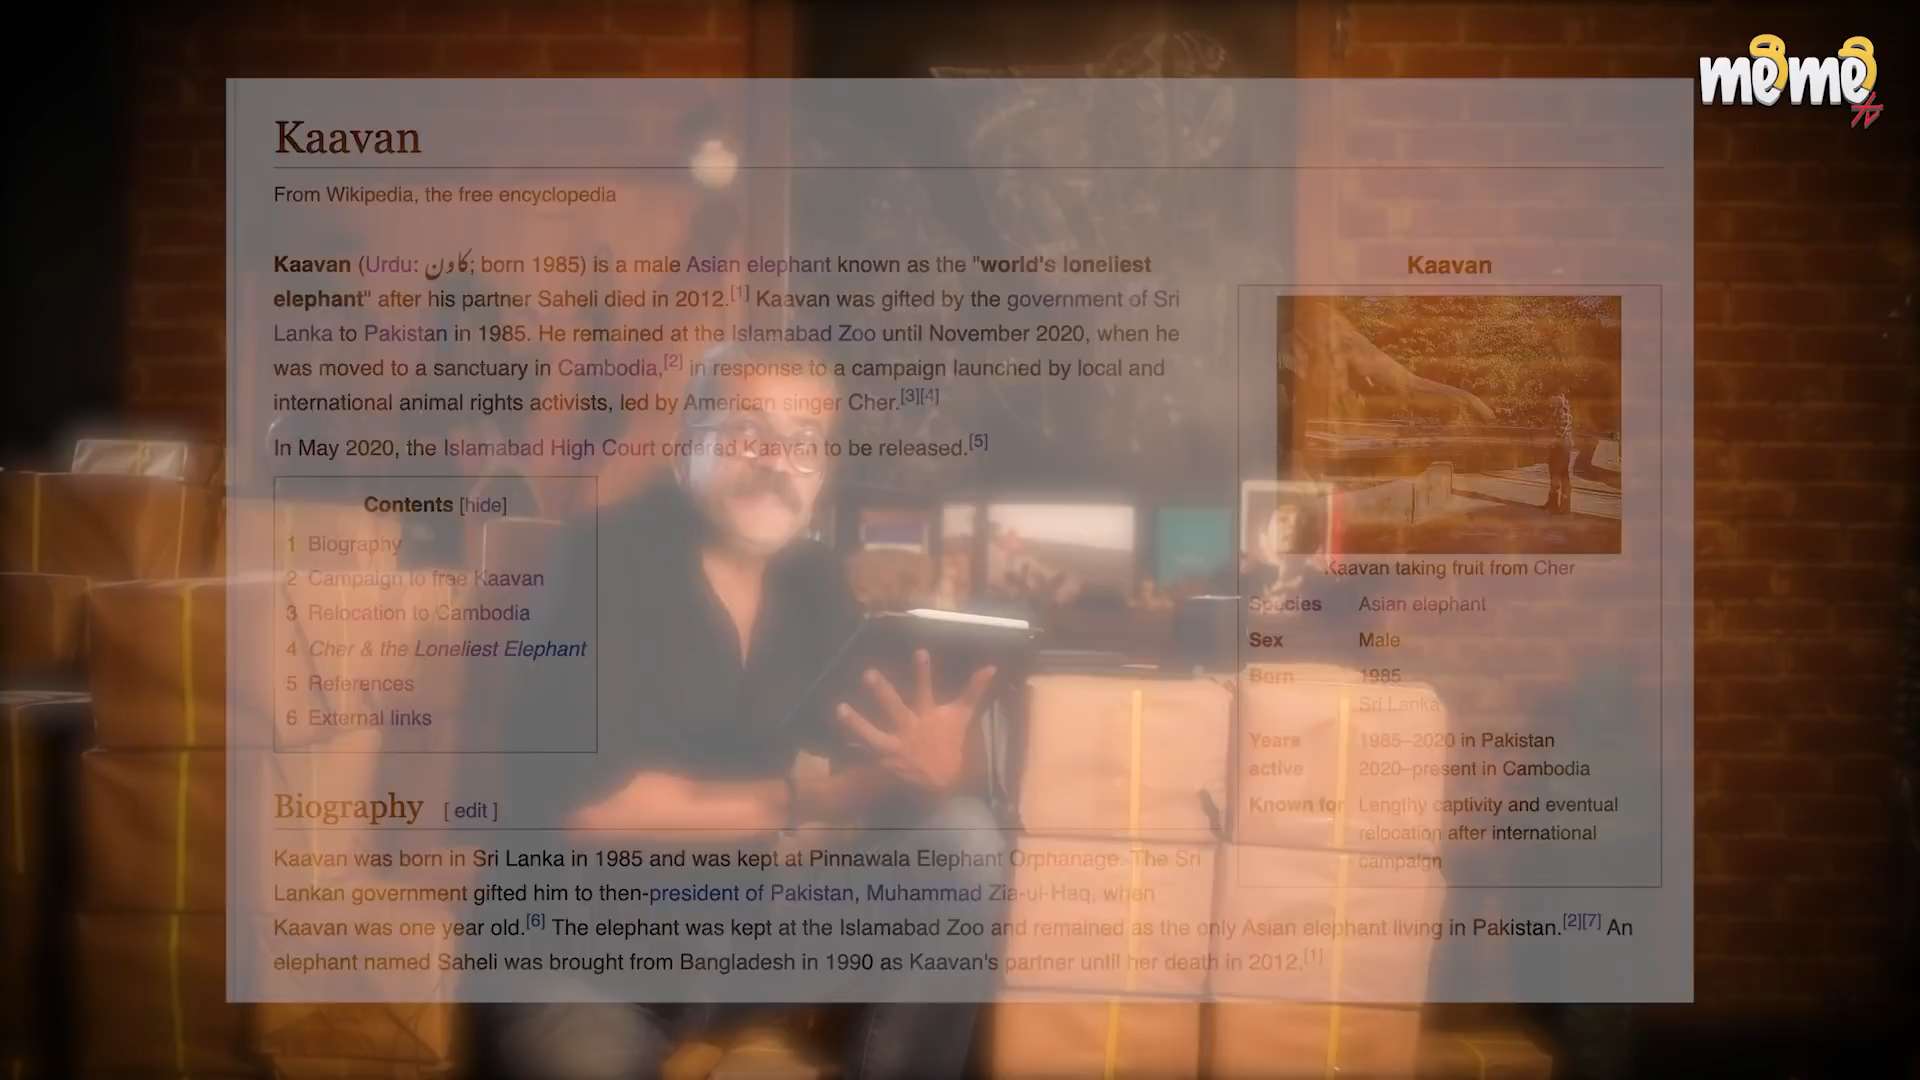 meme
tv
Kaavan
From Wikipedia, the free encyclopedia
Kaavan (Urdu: کاون; born 1985) is a male Asian elephant known as the "world's loneliest
elephant" after his partner Saheli died in 2012.[1] Kaavan was gifted by the government of Sri
Lanka to Pakistan in 1985. He remained at the Islamabad Zoo until November 2020, when he
was moved to a sanctuary in Cambodia,[2] in response to a campaign launched by local and
international animal rights activists, led by American singer Cher.[3][4]
In May 2020, the Islamabad High Court ordered Kaavan to be released.[5]
Contents [hide]
1 Biography
2 Campaign to free Kaavan
3 Relocation to Cambodia
4 Cher & the Loneliest Elephant
5 References
6 External links
Kaavan
Kaavan taking fruit from Cher
Species Asian elephant
Sex Male
Born 1985
Sri Lanka
Years 1985–2020 in Pakistan
active 2020–present in Cambodia
Known for Lengthy captivity and eventual
relocation after international
campaign
Biography [ edit ]
Kaavan was born in Sri Lanka in 1985 and was kept at Pinnawala Elephant Orphanage. The Sri
Lankan government gifted him to then-president of Pakistan, Muhammad Zia-ul-Haq, when
Kaavan was one year old.[6] The elephant was kept at the Islamabad Zoo and remained as the only Asian elephant living in Pakistan.[2][7] An
elephant named Saheli was brought from Bangladesh in 1990 as Kaavan's partner until her death in 2012.[1]